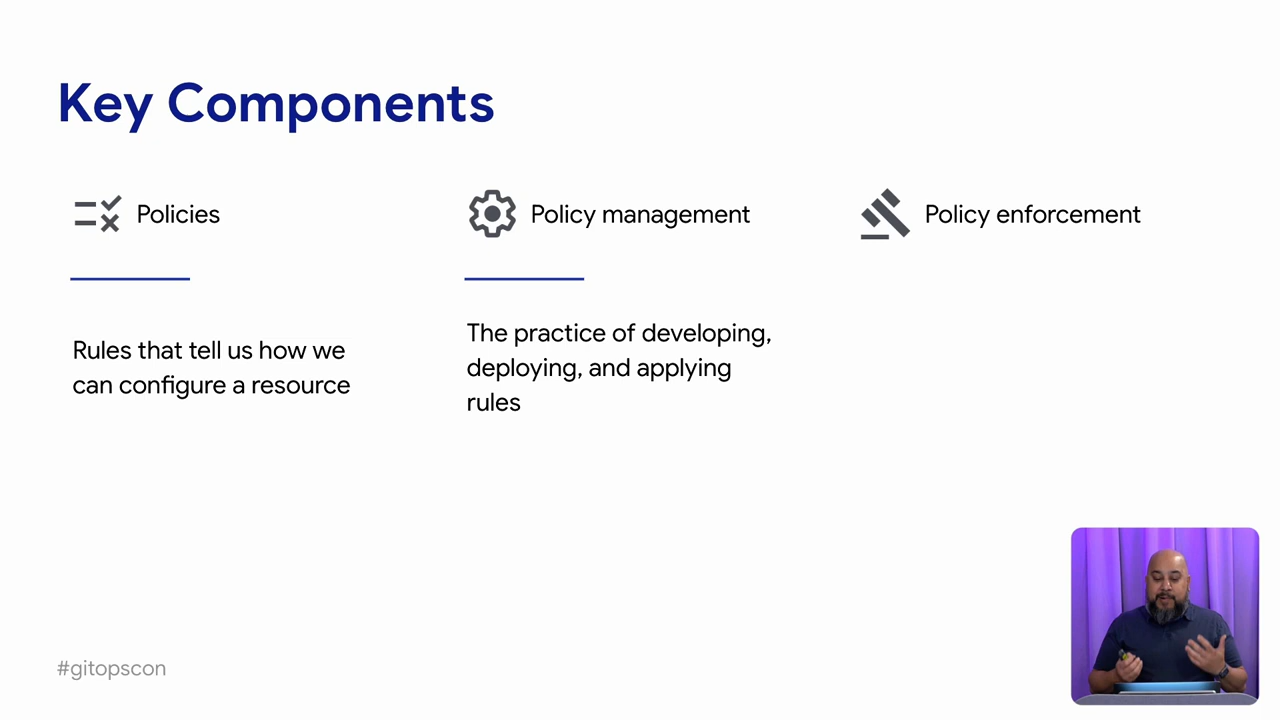 Key Components
Policies
Policy management
Policy enforcement
Rules that tell us how we
can configure a resource
The practice of developing,
deploying, and applying
rules
#gitopscon